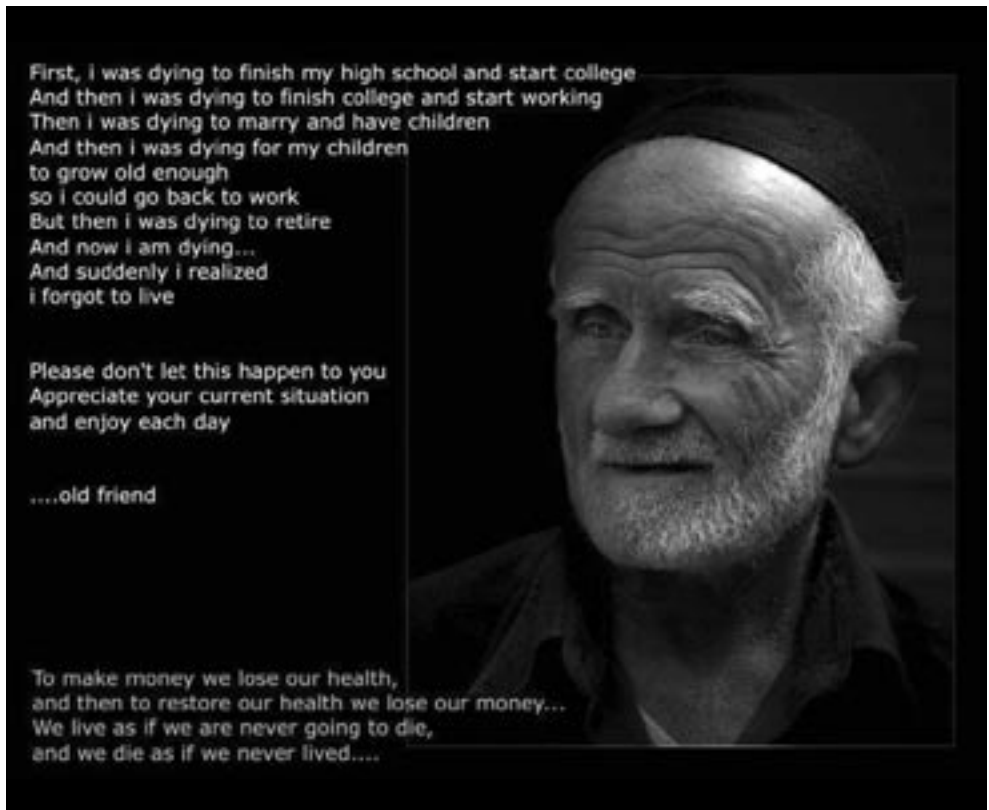 First, i was dying to finish my high school and start college
And then i was dying to finish college and start working
Then i was dying to marry and have children
And then i was dying for my children
to grow old enough
so i could go back to work
But then i was dying to retire
And now i am dying...
And suddenly i realized
i forgot to live
Please don't let this happen to you
Appreciate your current situation
and enjoy each day
....old friend
To make money we lose our health,
and then to restore our health we lose our money...
We live as if we are never going to die,
and we die as if we never lived....